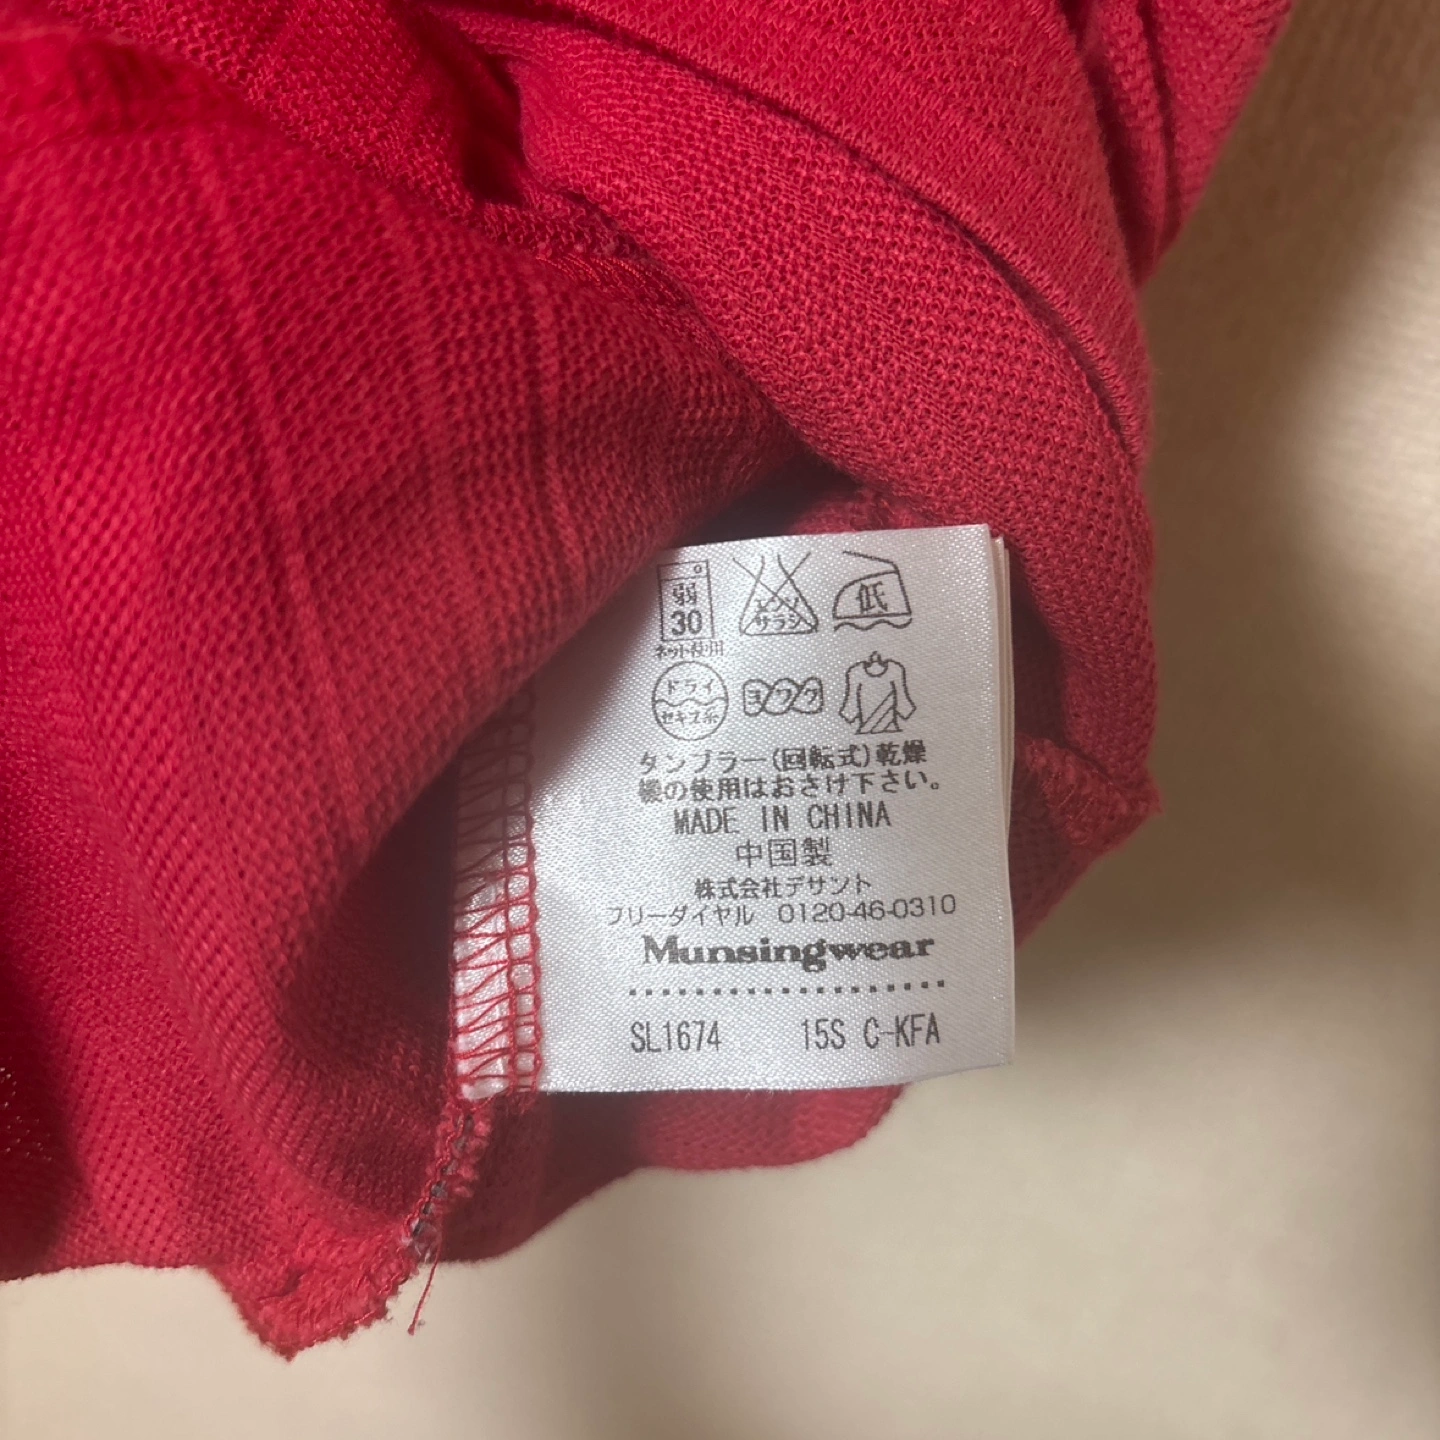 弱 エンソ 低
30 サラシ
ネット使用
ドライ ヨワク
セキユ系
タンブラー(回転式)乾燥
機の使用はおさけ下さい。
MADE IN CHINA
中国製
株式会社デサント
フリーダイヤル 0120-46-0310
Munsingwear
SL1674 15S C-KFA